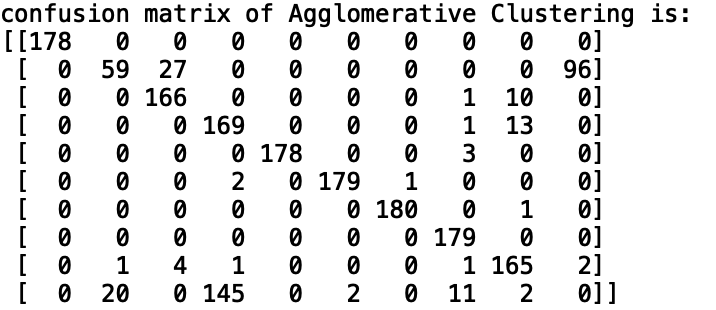 confusion matrix of Agglomerative Clustering is:
[[178   0   0   0   0   0   0   0   0   0]
 [  0  59  27   0   0   0   0   0   0  96]
 [  0   0 166   0   0   0   0   1  10   0]
 [  0   0   0 169   0   0   0   1  13   0]
 [  0   0   0   0 178   0   0   3   0   0]
 [  0   0   0   2   0 179   1   0   0   0]
 [  0   0   0   0   0   0 180   0   1   0]
 [  0   0   0   0   0   0   0 179   0   0]
 [  0   1   4   1   0   0   0   1 165   2]
 [  0  20   0 145   0   2   0  11   2   0]]